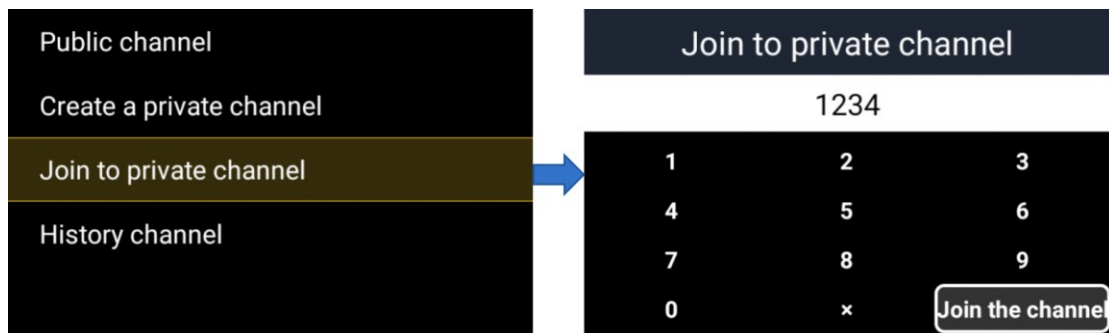 Public channel
Create a private channel
Join to private channel
History channel
Join to private channel
1234
1 2 3
4 5 6
7 8 9
0 × Join the channel